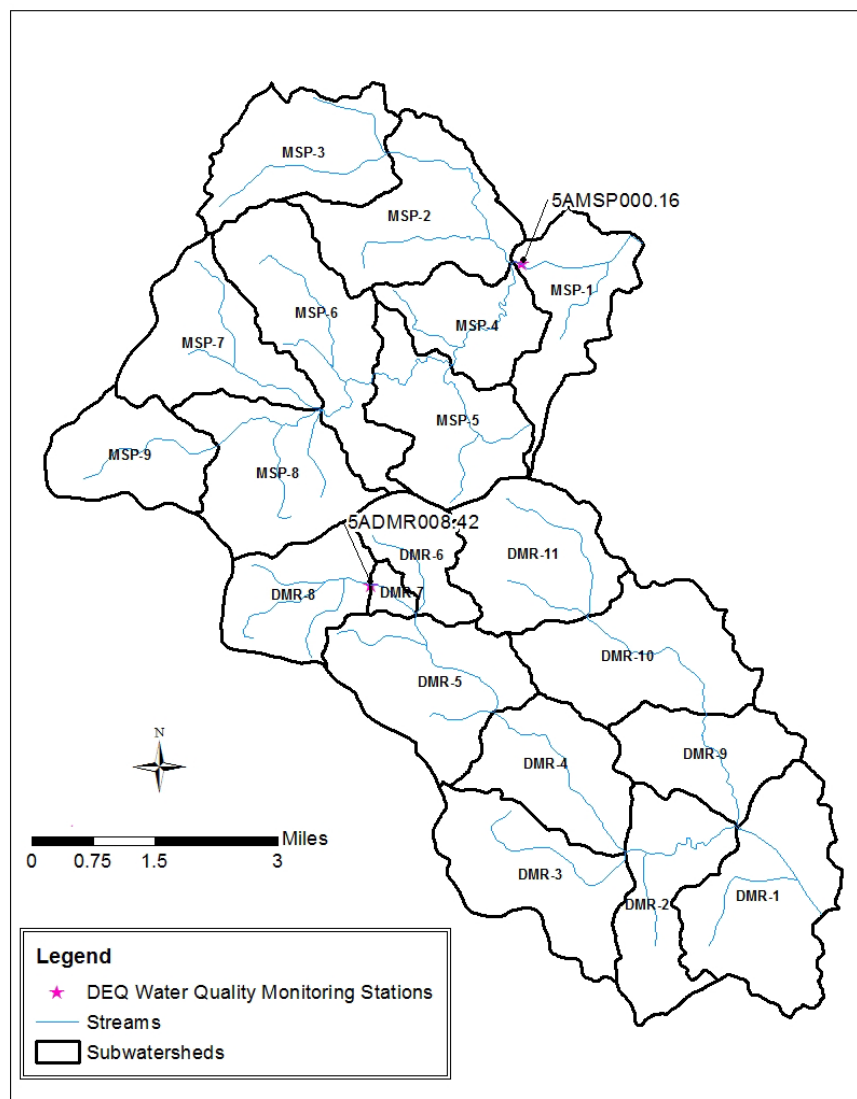 MSP-3
5AMSP000.16
MSP-2
MSP-1
MSP-6
MSP-4
MSP-7
MSP-5
MSP-9
MSP-8
5ADMR008.42
DMR-6
DMR-11
DMR-8
DMR-7
DMR-10
DMR-5
N
DMR-9
DMR-4
Miles
0 0.75 1.5 3
DMR-3
DMR-1
DMR-2
Legend
DEQ Water Quality Monitoring Stations
Streams
Subwatersheds